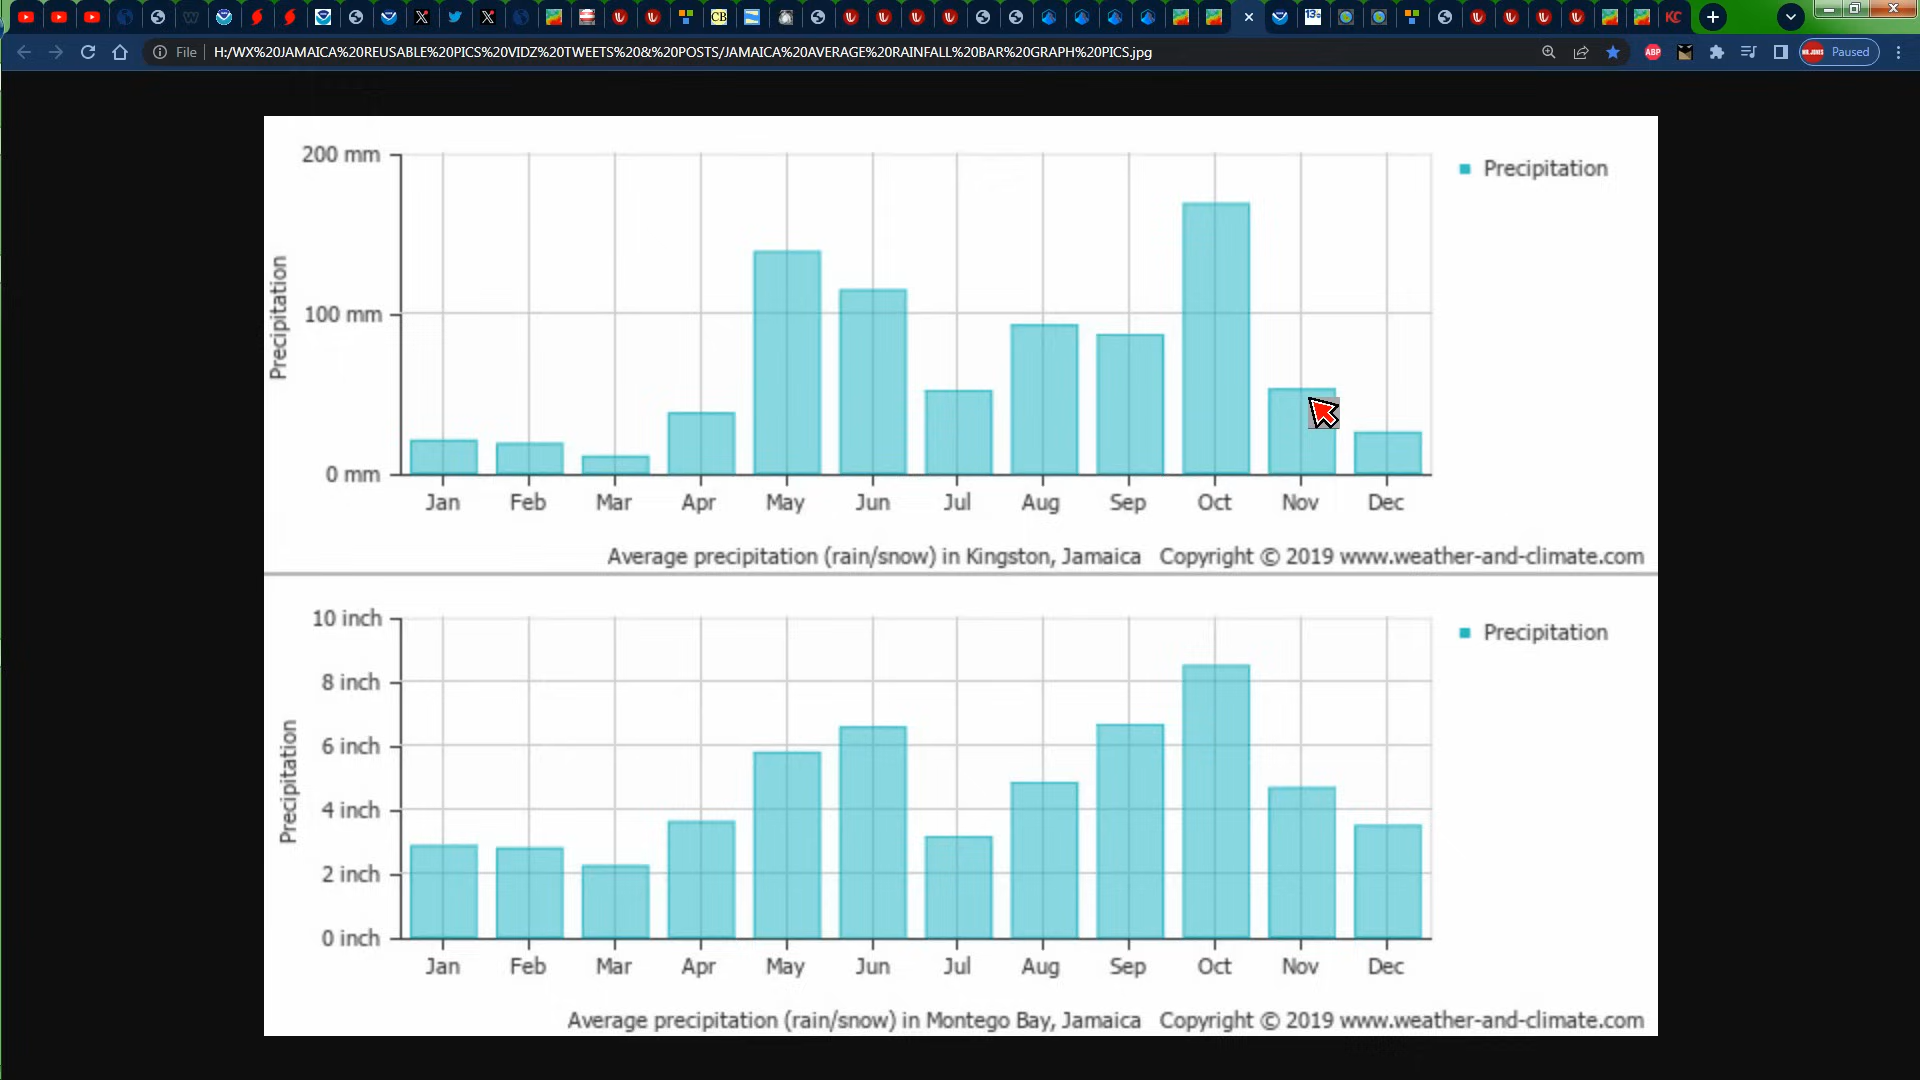 File H:/WX%20JAMAICA%20REUSABLE%20PICS%20VIDZ%20TWEETS%20&%20POSTS/JAMAICA%20AVERAGE%20RAINFALL%20BAR%20GRAPH%20PICS.jpg
ABP
Paused
200 mm
100 mm
0 mm
Precipitation
Precipitation
Jan Feb Mar Apr May Jun Jul Aug Sep Oct Nov Dec
Average precipitation (rain/snow) in Kingston, Jamaica Copyright © 2019 www.weather-and-climate.com
10 inch
8 inch
6 inch
4 inch
2 inch
0 inch
Precipitation
Precipitation
Jan Feb Mar Apr May Jun Jul Aug Sep Oct Nov Dec
Average precipitation (rain/snow) in Montego Bay, Jamaica Copyright © 2019 www.weather-and-climate.com